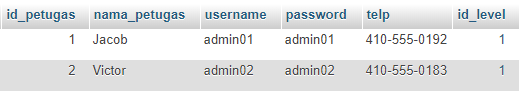 id_petugas nama_petugas username password telp id_level
1 Jacob admin01 admin01 410-555-0192 1
2 Victor admin02 admin02 410-555-0183 1